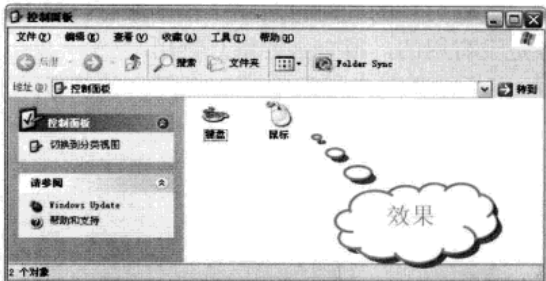 控制面板
文件(F) 编辑(E) 查看(V) 收藏(A) 工具(T) 帮助(H)
后退 搜索 文件夹 Folder Sync
地址(D) 控制面板 转到
控制面板
切换到分类视图
请参阅
Windows Update
帮助和支持
键盘 鼠标
效果
2 个对象